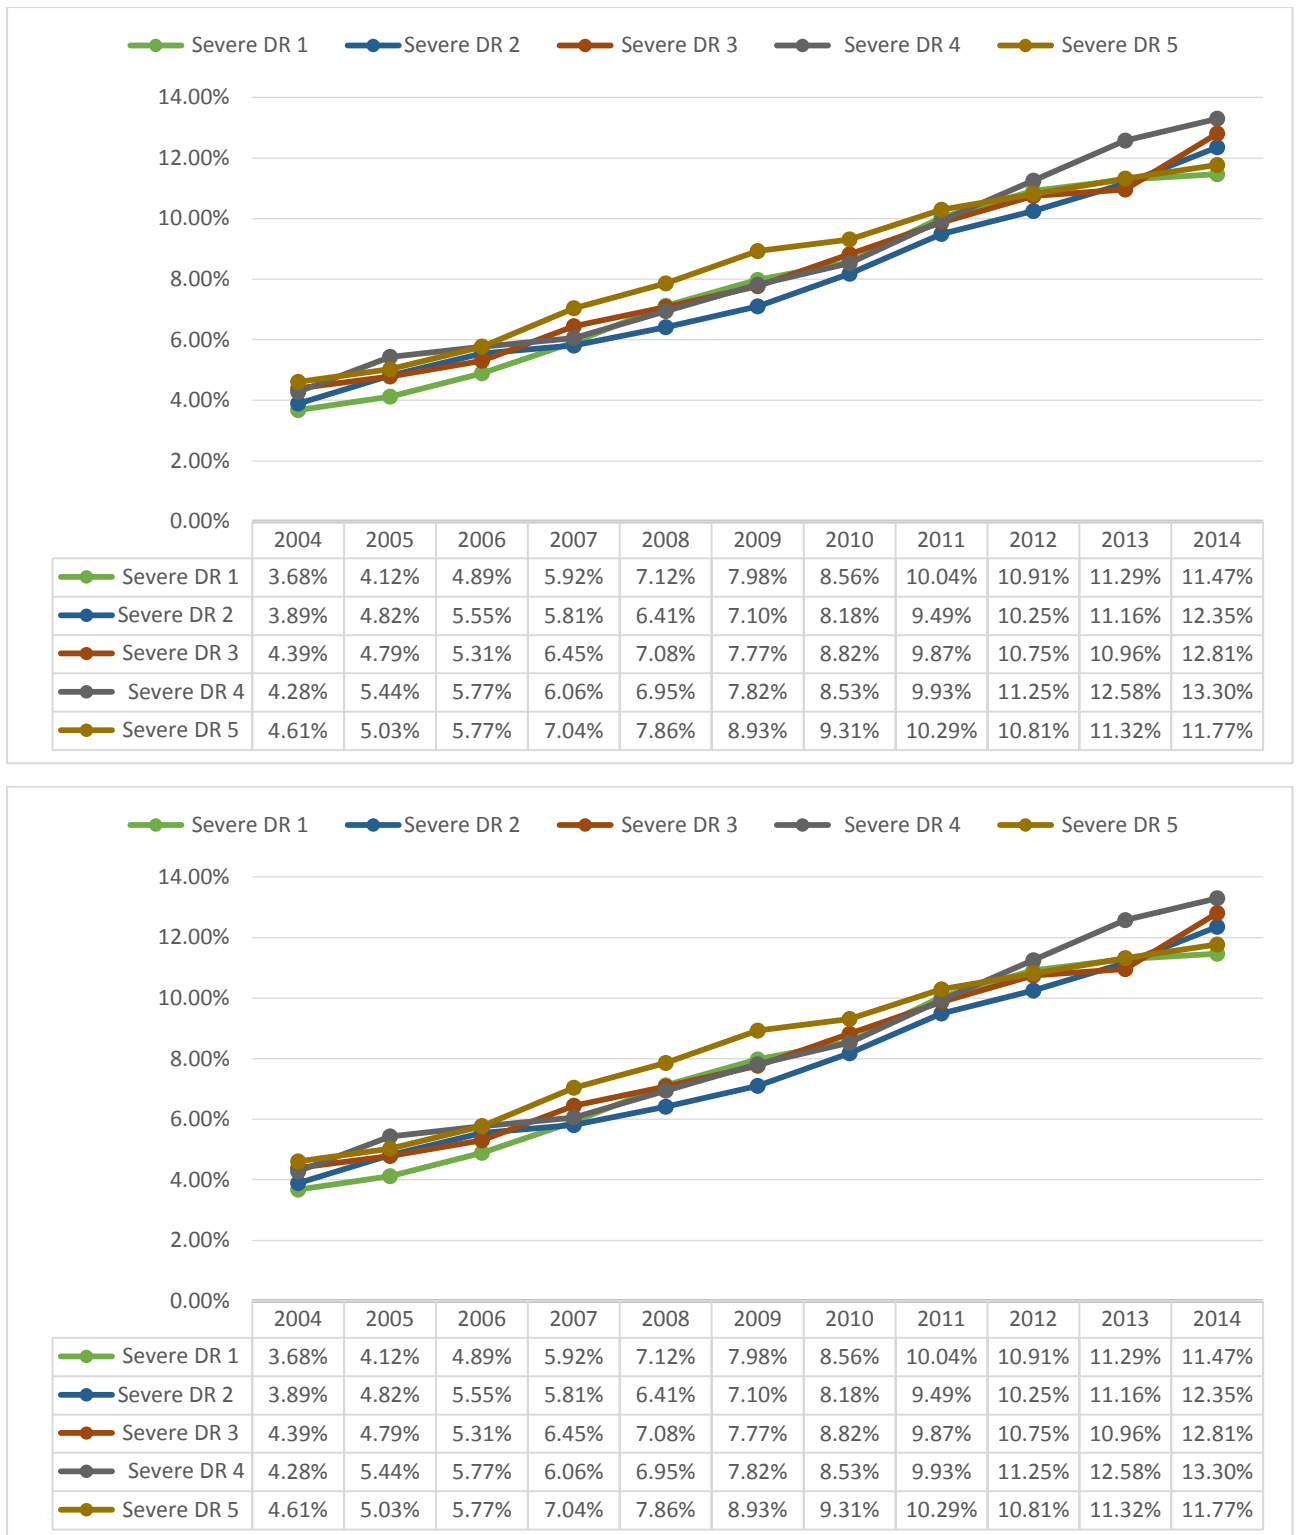 Severe DR 1 Severe DR 2 Severe DR 3 Severe DR 4 Severe DR 5
14.00%
12.00%
10.00%
8.00%
6.00%
4.00%
2.00%
0.00%
2004 2005 2006 2007 2008 2009 2010 2011 2012 2013 2014
Severe DR 1 3.68% 4.12% 4.89% 5.92% 7.12% 7.98% 8.56% 10.04% 10.91% 11.29% 11.47%
Severe DR 2 3.89% 4.82% 5.55% 5.81% 6.41% 7.10% 8.18% 9.49% 10.25% 11.16% 12.35%
Severe DR 3 4.39% 4.79% 5.31% 6.45% 7.08% 7.77% 8.82% 9.87% 10.75% 10.96% 12.81%
Severe DR 4 4.28% 5.44% 5.77% 6.06% 6.95% 7.82% 8.53% 9.93% 11.25% 12.58% 13.30%
Severe DR 5 4.61% 5.03% 5.77% 7.04% 7.86% 8.93% 9.31% 10.29% 10.81% 11.32% 11.77%
Severe DR 1 Severe DR 2 Severe DR 3 Severe DR 4 Severe DR 5
14.00%
12.00%
10.00%
8.00%
6.00%
4.00%
2.00%
0.00%
2004 2005 2006 2007 2008 2009 2010 2011 2012 2013 2014
Severe DR 1 3.68% 4.12% 4.89% 5.92% 7.12% 7.98% 8.56% 10.04% 10.91% 11.29% 11.47%
Severe DR 2 3.89% 4.82% 5.55% 5.81% 6.41% 7.10% 8.18% 9.49% 10.25% 11.16% 12.35%
Severe DR 3 4.39% 4.79% 5.31% 6.45% 7.08% 7.77% 8.82% 9.87% 10.75% 10.96% 12.81%
Severe DR 4 4.28% 5.44% 5.77% 6.06% 6.95% 7.82% 8.53% 9.93% 11.25% 12.58% 13.30%
Severe DR 5 4.61% 5.03% 5.77% 7.04% 7.86% 8.93% 9.31% 10.29% 10.81% 11.32% 11.77%